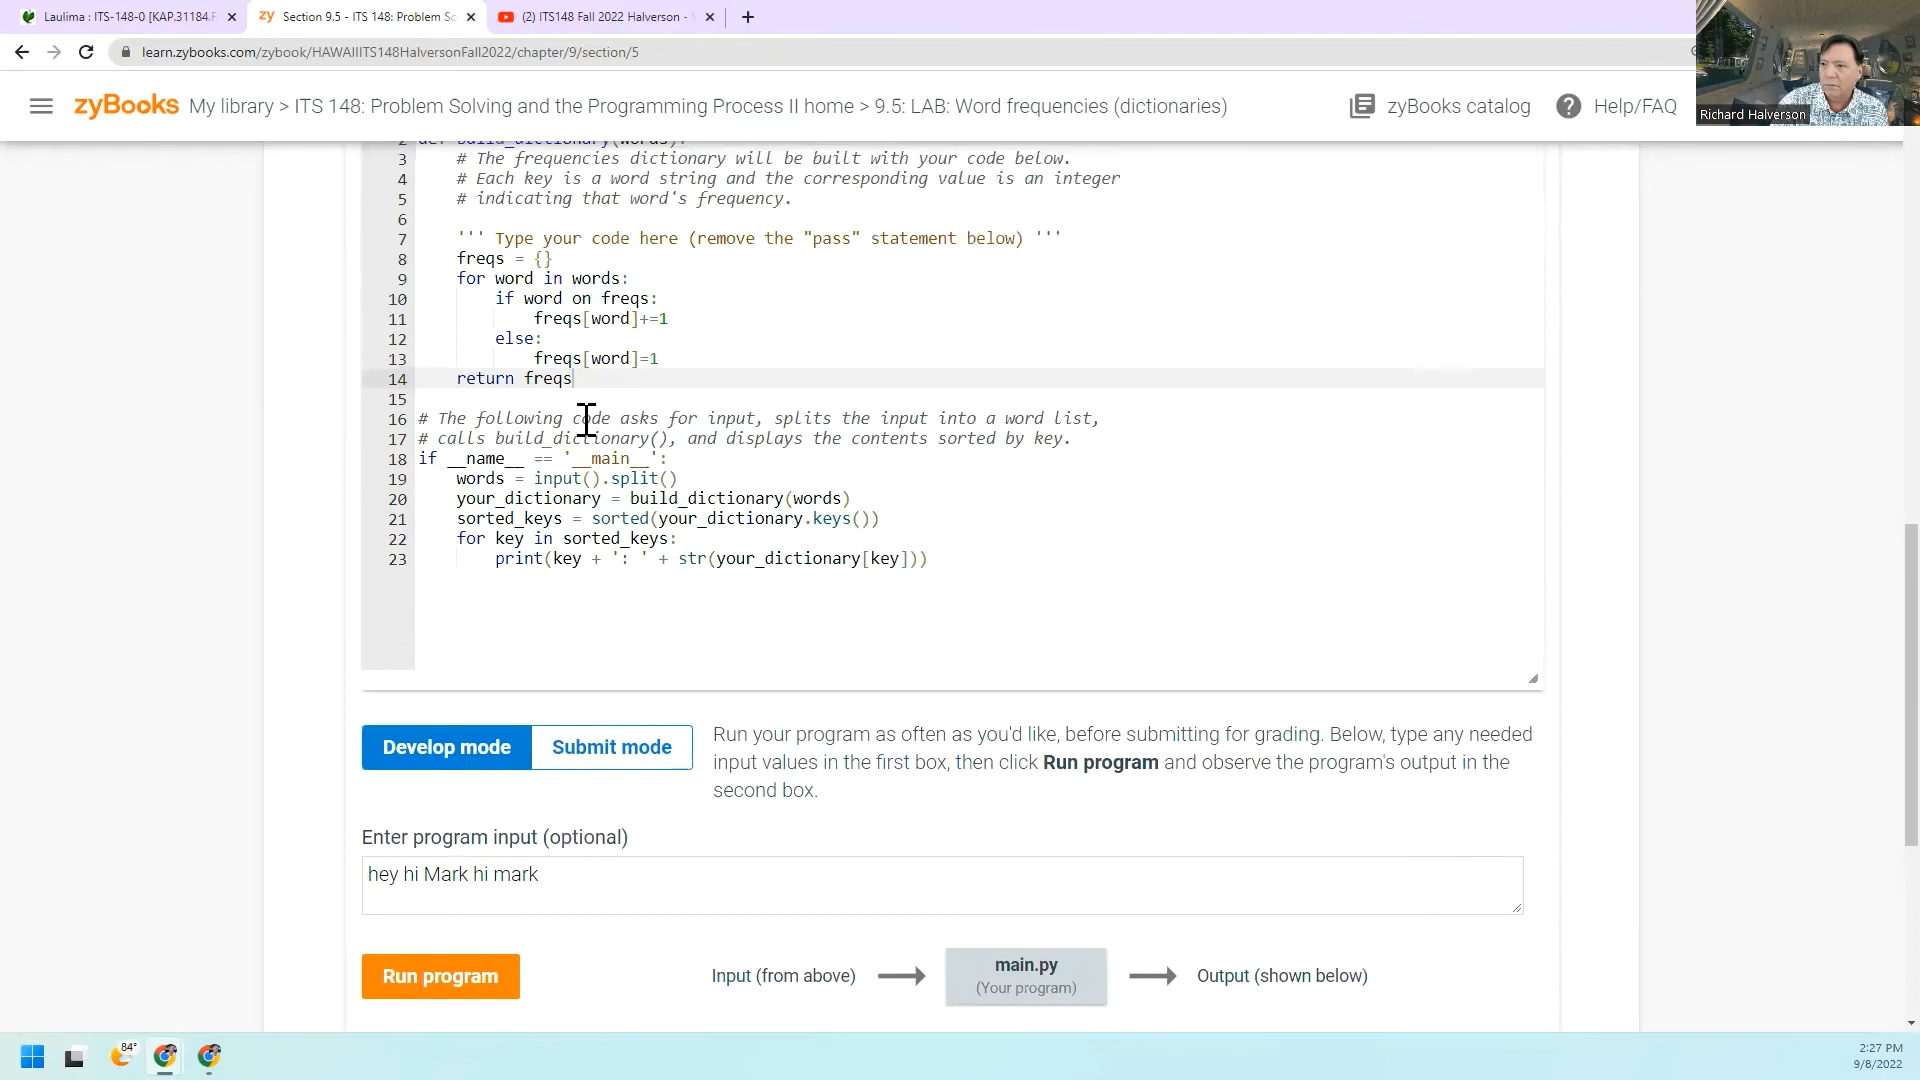 Laulima : ITS-148-0 [KAP.31184.F
Section 9.5 - ITS 148: Problem So
(2) ITS148 Fall 2022 Halverson -
learn.zybooks.com/zybook/HAWAIIITS148HalversonFall2022/chapter/9/section/5
zyBooks My library > ITS 148: Problem Solving and the Programming Process II home > 9.5: LAB: Word frequencies (dictionaries)
zyBooks catalog
Help/FAQ
Richard Halverson
2 def build_dictionary(words):
3 # The frequencies dictionary will be built with your code below.
4 # Each key is a word string and the corresponding value is an integer
5 # indicating that word's frequency.
6
7 ''' Type your code here (remove the "pass" statement below) '''
8 freqs = {}
9 for word in words:
10 if word on freqs:
11 freqs[word]+=1
12 else:
13 freqs[word]=1
14 return freqs
15
16 # The following code asks for input, splits the input into a word list,
17 # calls build_dictionary(), and displays the contents sorted by key.
18 if __name__ == '__main__':
19 words = input().split()
20 your_dictionary = build_dictionary(words)
21 sorted_keys = sorted(your_dictionary.keys())
22 for key in sorted_keys:
23 print(key + ': ' + str(your_dictionary[key]))
Develop mode
Submit mode
Run your program as often as you'd like, before submitting for grading. Below, type any needed
input values in the first box, then click Run program and observe the program's output in the
second box.
Enter program input (optional)
hey hi Mark hi mark
Run program
Input (from above)
main.py
(Your program)
Output (shown below)
84°
2:27 PM
9/8/2022